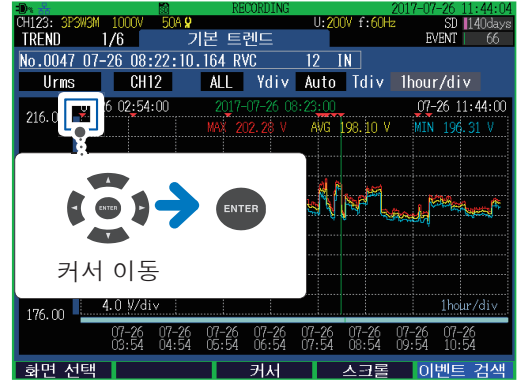 RECORDING 2017-07-26 11:44:04
CH123: 3P3W3M 1000V 50A U:200V f:60Hz SD 140days
TREND 1/6 기본 트렌드 EVENT 66
No.0047 07-26 08:22:10.164 RVC 12 IN
Urms CH12 ALL Ydiv Auto Tdiv 1hour/div
02:54:00 2017-07-26 08:23:00 07-26 11:44:00
216.0
MAX 202.28 V AVG 198.10 V MIN 196.31 V
ENTER ENTER
커서 이동
4.0 V/div 1hour/div
176.00
07-26 07-26 07-26 07-26 07-26 07-26 07-26 07-26
03:54 04:54 05:54 06:54 07:54 08:54 09:54 10:54
화면 선택 커서 스크롤 이벤트 검색